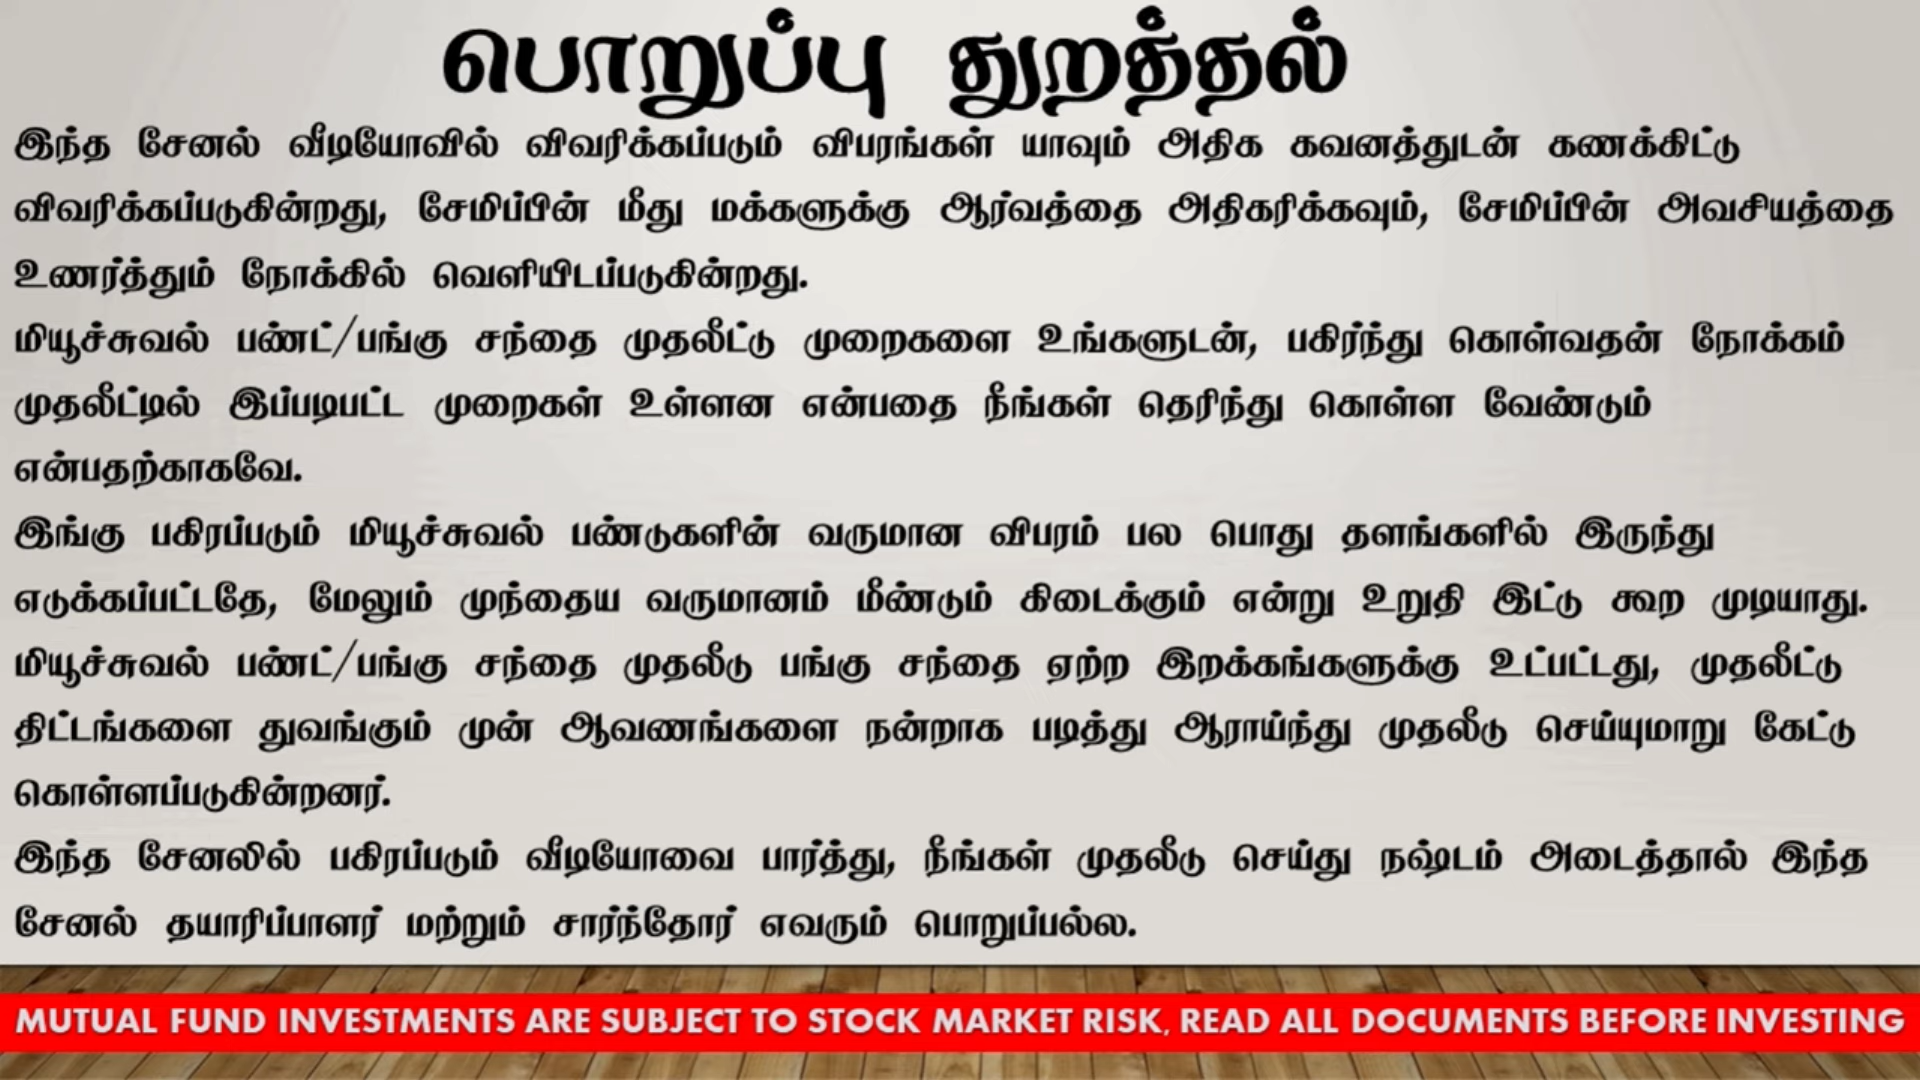 பொறுப்பு துறத்தல்
இந்த சேனல் வீடியோவில் விவரிக்கப்படும் விபரங்கள் யாவும் அதிக கவனத்துடன் கணக்கிட்டு
விவரிக்கப்படுகின்றது, சேமிப்பின் மீது மக்களுக்கு ஆர்வத்தை அதிகரிக்கவும், சேமிப்பின் அவசியத்தை
உணர்த்தும் நோக்கில் வெளியிடப்படுகின்றது.
மியூச்சுவல் பண்ட்/பங்கு சந்தை முதலீட்டு முறைகளை உங்களுடன், பகிர்ந்து கொள்வதன் நோக்கம்
முதலீட்டில் இப்படிபட்ட முறைகள் உள்ளன என்பதை நீங்கள் தெரிந்து கொள்ள வேண்டும்
என்பதற்காகவே.
இங்கு பகிரப்படும் மியூச்சுவல் பண்டுகளின் வருமான விபரம் பல பொது தளங்களில் இருந்து
எடுக்கப்பட்டதே, மேலும் முந்தைய வருமானம் மீண்டும் கிடைக்கும் என்று உறுதி இட்டு கூற முடியாது.
மியூச்சுவல் பண்ட்/பங்கு சந்தை முதலீடு பங்கு சந்தை ஏற்ற இறக்கங்களுக்கு உட்பட்டது, முதலீட்டு
திட்டங்களை துவங்கும் முன் ஆவணங்களை நன்றாக படித்து ஆராய்ந்து முதலீடு செய்யுமாறு கேட்டு
கொள்ளப்படுகின்றனர்.
இந்த சேனலில் பகிரப்படும் வீடியோவை பார்த்து, நீங்கள் முதலீடு செய்து நஷ்டம் அடைத்தால் இந்த
சேனல் தயாரிப்பாளர் மற்றும் சார்ந்தோர் எவரும் பொறுப்பல்ல.
MUTUAL FUND INVESTMENTS ARE SUBJECT TO STOCK MARKET RISK, READ ALL DOCUMENTS BEFORE INVESTING